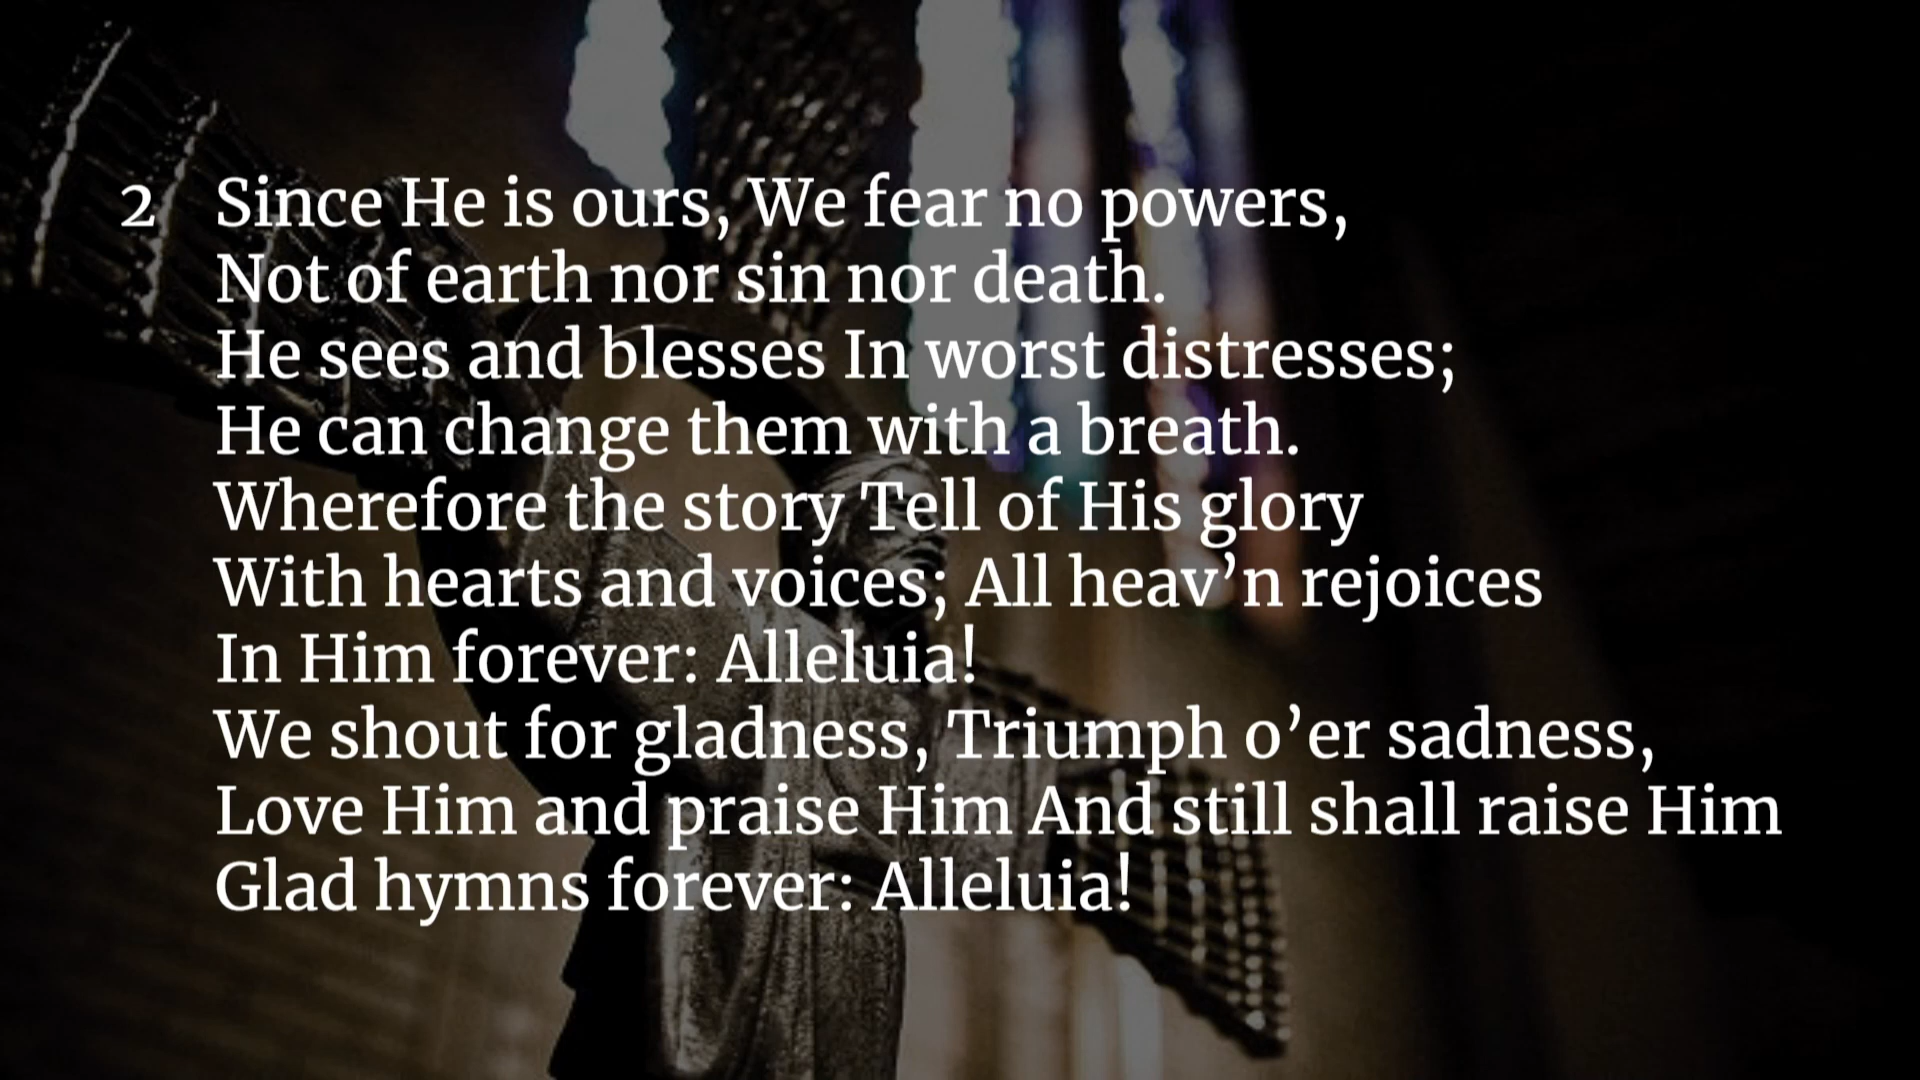 2 Since He is ours, We fear no powers,
Not of earth nor sin nor death.
He sees and blesses In worst distresses;
He can change them with a breath.
Wherefore the story Tell of His glory
With hearts and voices; All heav’n rejoices
In Him forever: Alleluia!
We shout for gladness, Triumph o’er sadness,
Love Him and praise Him And still shall raise Him
Glad hymns forever: Alleluia!